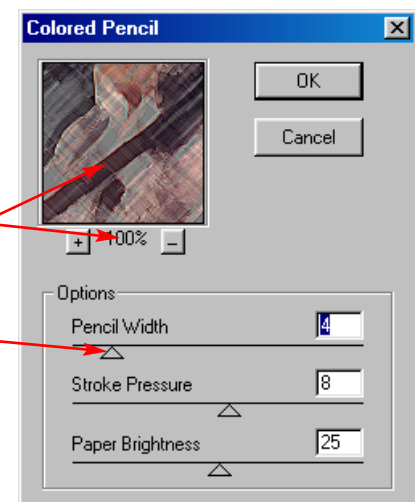 Colored Pencil
OK
Cancel
+ 100% −
Options
Pencil Width 4
Stroke Pressure 8
Paper Brightness 25